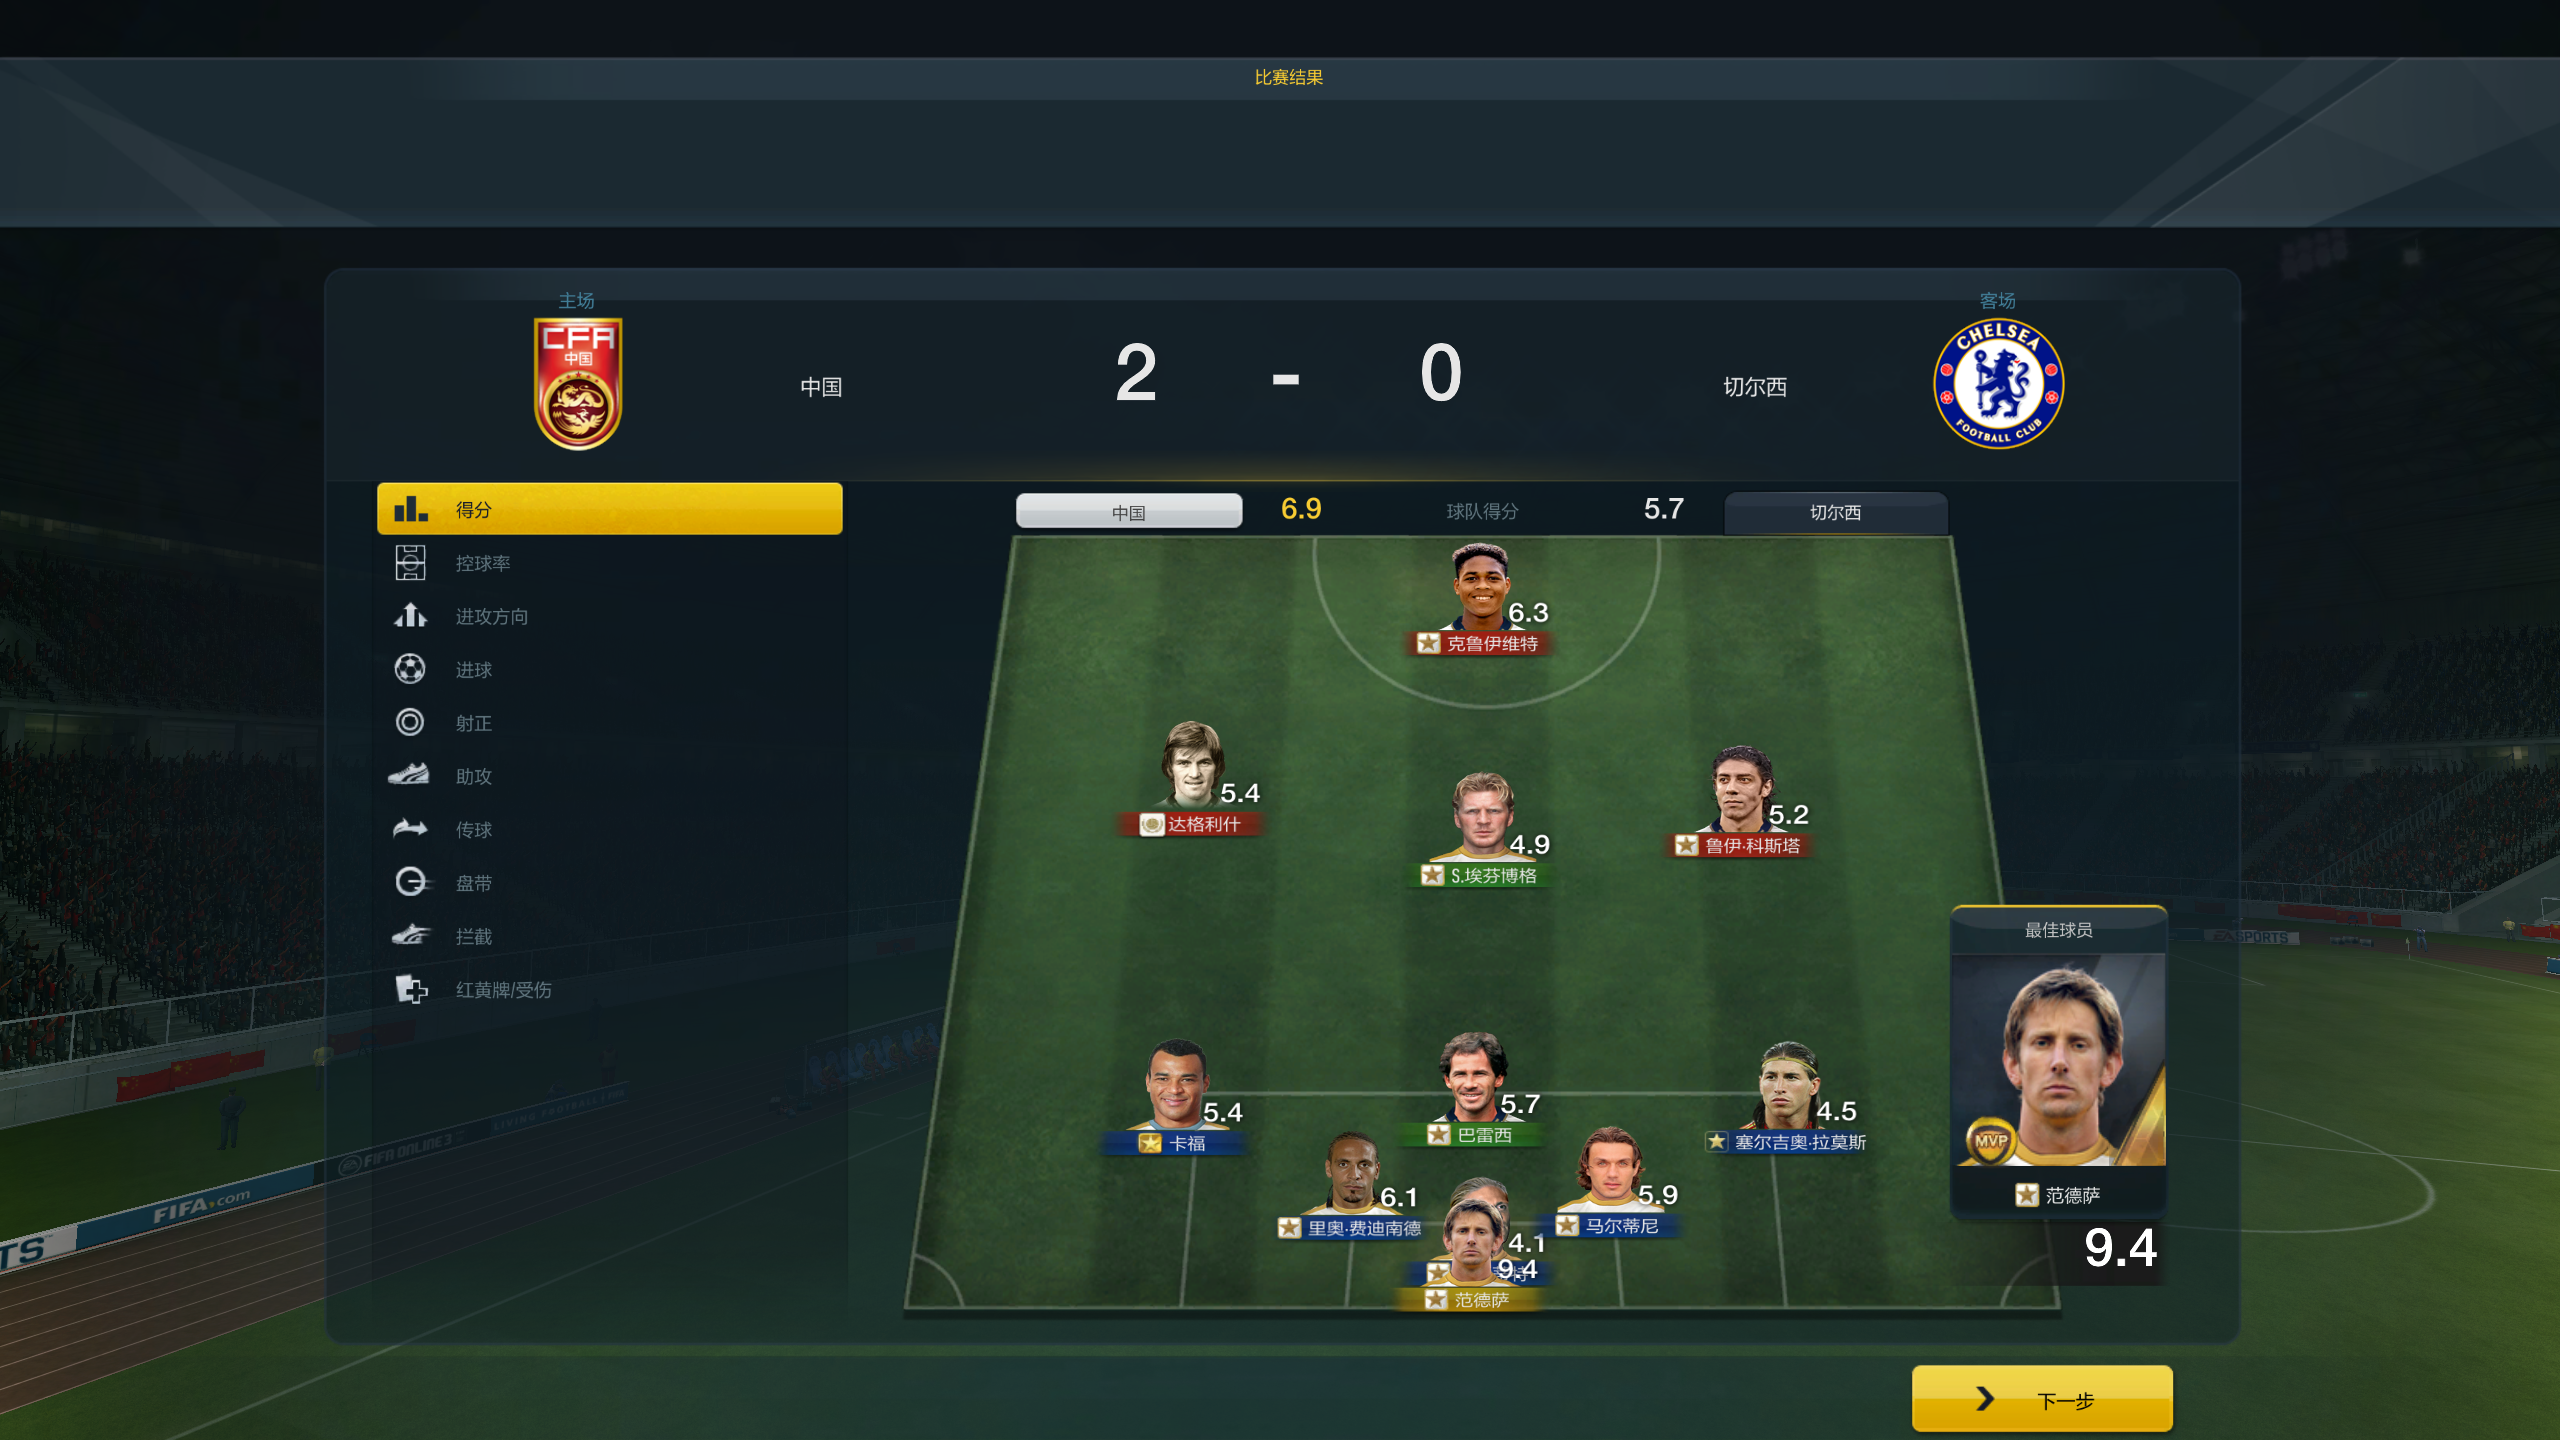 比赛结果
主场
客场
CFA
中国
中国
2 - 0
切尔西
CHELSEA
FOOTBALL CLUB
得分
中国
6.9
球队得分
5.7
切尔西
控球率
进攻方向
进球
射正
助攻
传球
盘带
拦截
红黄牌/受伤
6.3
克鲁伊维特
5.4
达格利什
4.9
S.埃芬博格
5.2
鲁伊·科斯塔
5.4
卡福
5.7
巴雷西
4.5
塞尔吉奥·拉莫斯
6.1
里奥·费迪南德
5.9
马尔蒂尼
4.1
9.4
范德萨
最佳球员
MVP
范德萨
9.4
下一步
FIFA.com
FIFA ONLINE 3
LIVING FOOTBALL
EA SPORTS
TS